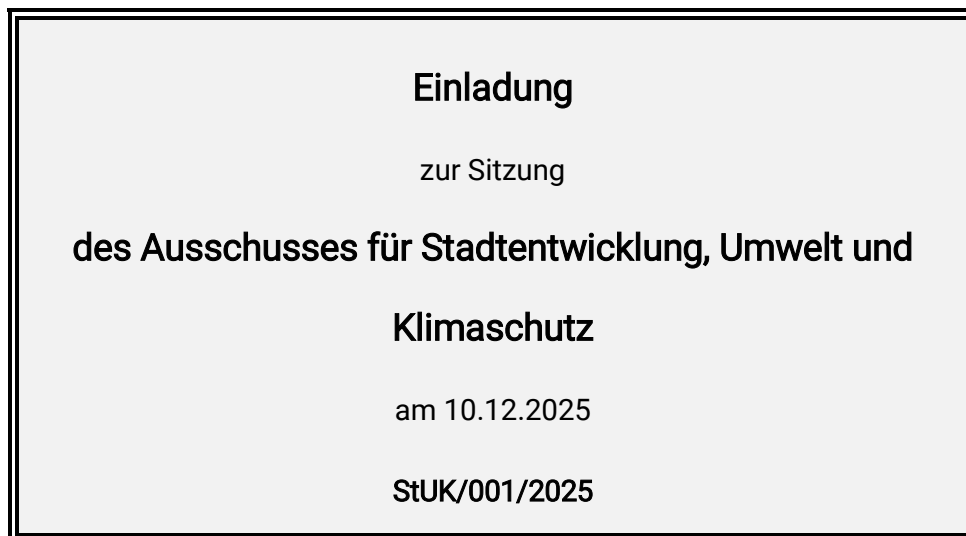 Einladung
zur Sitzung
des Ausschusses für Stadtentwicklung, Umwelt und
Klimaschutz
am 10.12.2025
StUK/001/2025